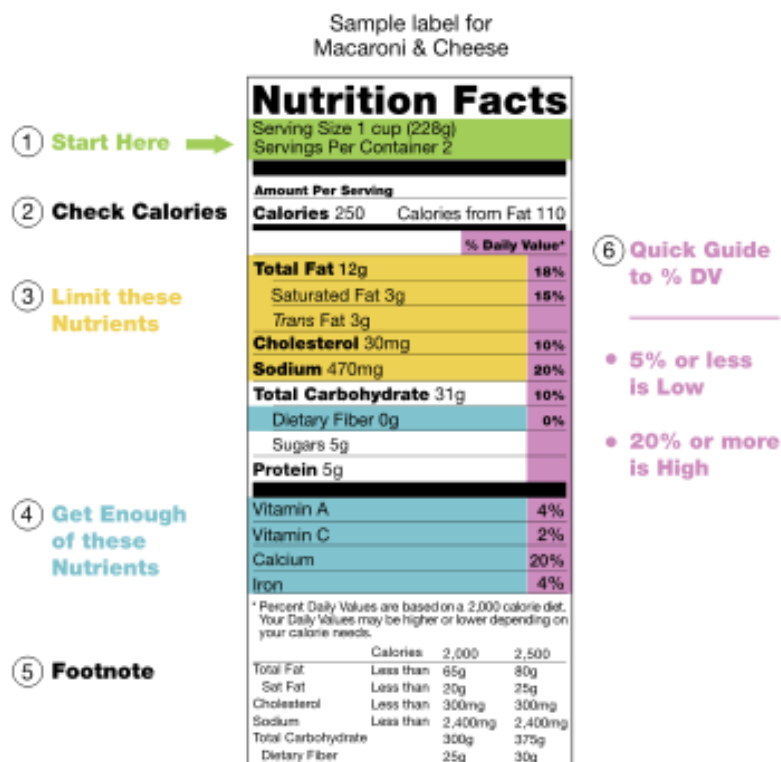 Sample label for
Macaroni & Cheese
Nutrition Facts
① Start Here
Serving Size 1 cup (228g)
Servings Per Container 2
Amount Per Serving
② Check Calories
Calories 250 Calories from Fat 110
% Daily Value*
③ Limit these
Nutrients
Total Fat 12g 18%
Saturated Fat 3g 15%
Trans Fat 3g
Cholesterol 30mg 10%
Sodium 470mg 20%
Total Carbohydrate 31g 10%
Dietary Fiber 0g 0%
Sugars 5g
Protein 5g
④ Get Enough
of these
Nutrients
Vitamin A 4%
Vitamin C 2%
Calcium 20%
Iron 4%
⑤ Footnote
* Percent Daily Values are based on a 2,000 calorie diet.
Your Daily Values may be higher or lower depending on
your calorie needs.
Calories 2,000 2,500
Total Fat Less than 65g 80g
Sat Fat Less than 20g 25g
Cholesterol Less than 300mg 300mg
Sodium Less than 2,400mg 2,400mg
Total Carbohydrate 300g 375g
Dietary Fiber 25g 30g
⑥ Quick Guide
to % DV
• 5% or less
is Low
• 20% or more
is High